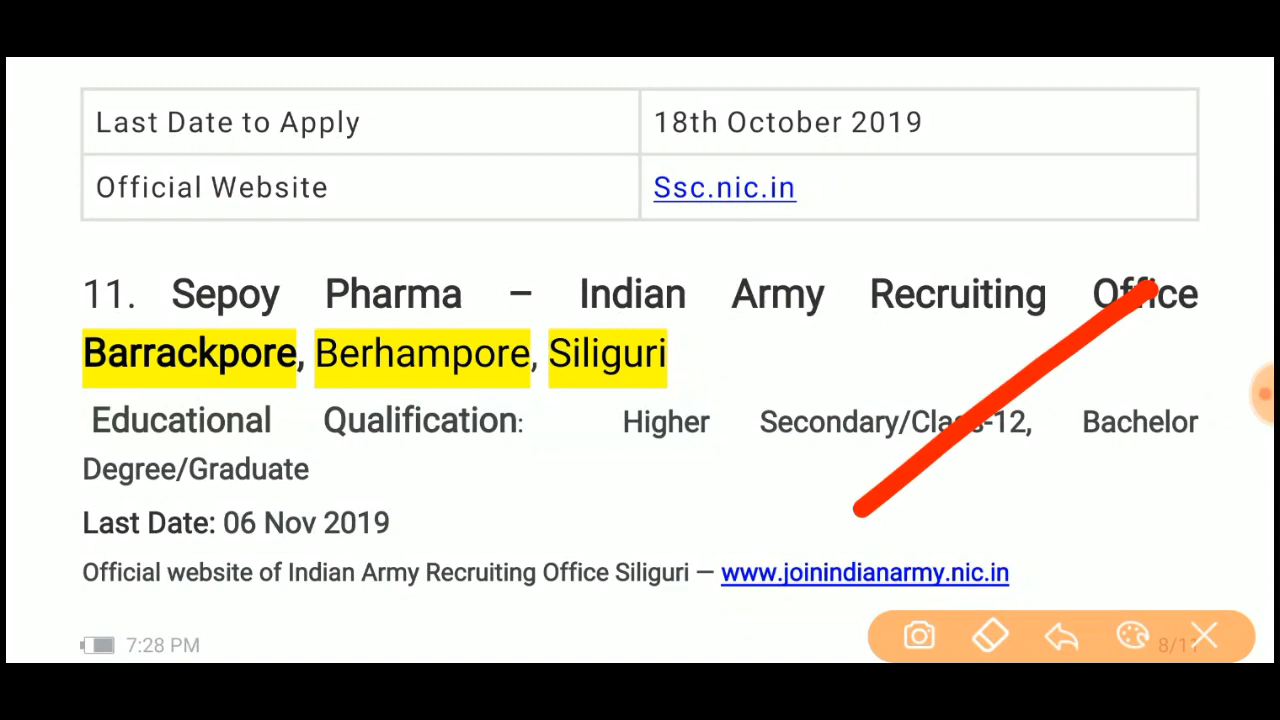 Last Date to Apply 18th October 2019
Official Website Ssc.nic.in
11. Sepoy Pharma – Indian Army Recruiting Office
Barrackpore, Berhampore, Siliguri
Educational Qualification: Higher Secondary/Class-12, Bachelor
Degree/Graduate
Last Date: 06 Nov 2019
Official website of Indian Army Recruiting Office Siliguri — www.joinindianarmy.nic.in
7:28 PM 8/11